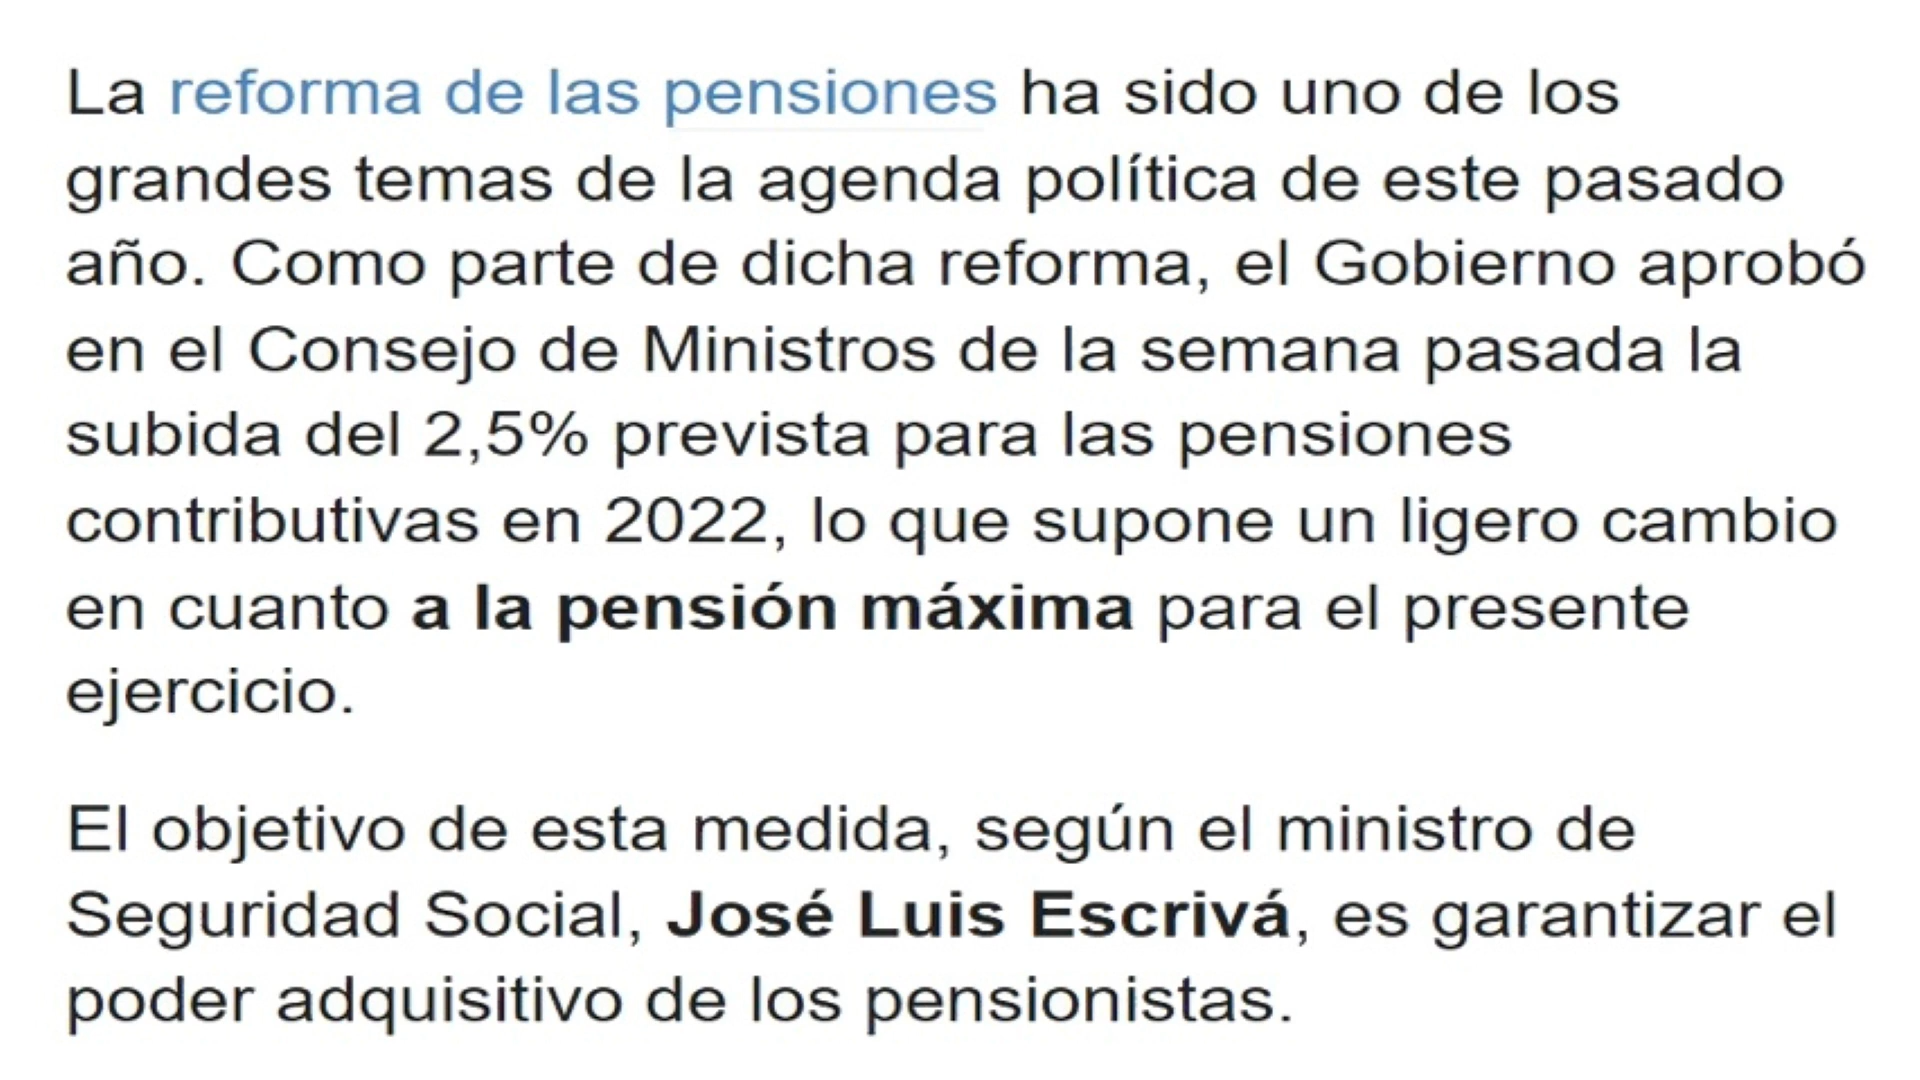 La reforma de las pensiones ha sido uno de los
grandes temas de la agenda política de este pasado
año. Como parte de dicha reforma, el Gobierno aprobó
en el Consejo de Ministros de la semana pasada la
subida del 2,5% prevista para las pensiones
contributivas en 2022, lo que supone un ligero cambio
en cuanto a la pensión máxima para el presente
ejercicio.
El objetivo de esta medida, según el ministro de
Seguridad Social, José Luis Escrivá, es garantizar el
poder adquisitivo de los pensionistas.